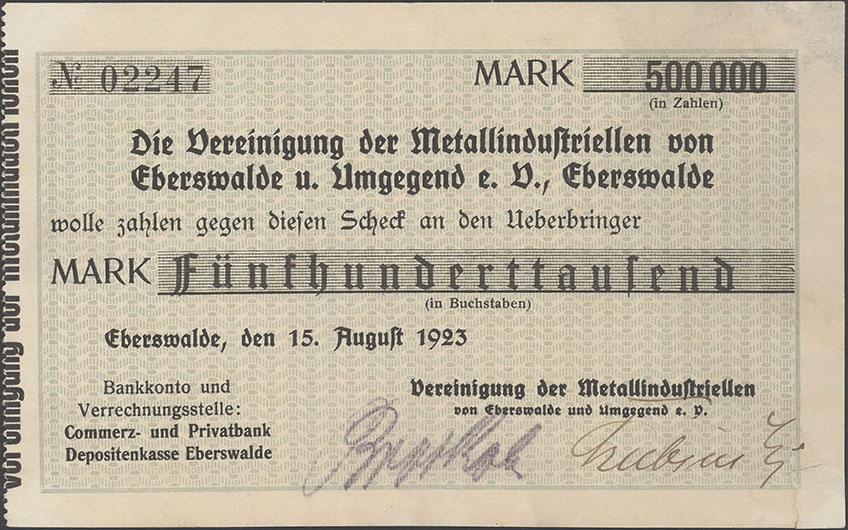 № 02247
MARK 500000
(in Zahlen)
Die Vereinigung der Metallindustriellen von
Eberswalde u. Umgegend e. V., Eberswalde
wolle zahlen gegen diesen Scheck an den Ueberbringer
MARK Fünfhunderttausend
(in Buchstaben)
Eberswalde, den 15. August 1923
Bankkonto und
Verrechnungsstelle:
Commerz- und Privatbank
Depositenkasse Eberswalde
Vereinigung der Metallindustriellen
von Eberswalde und Umgegend e. V.